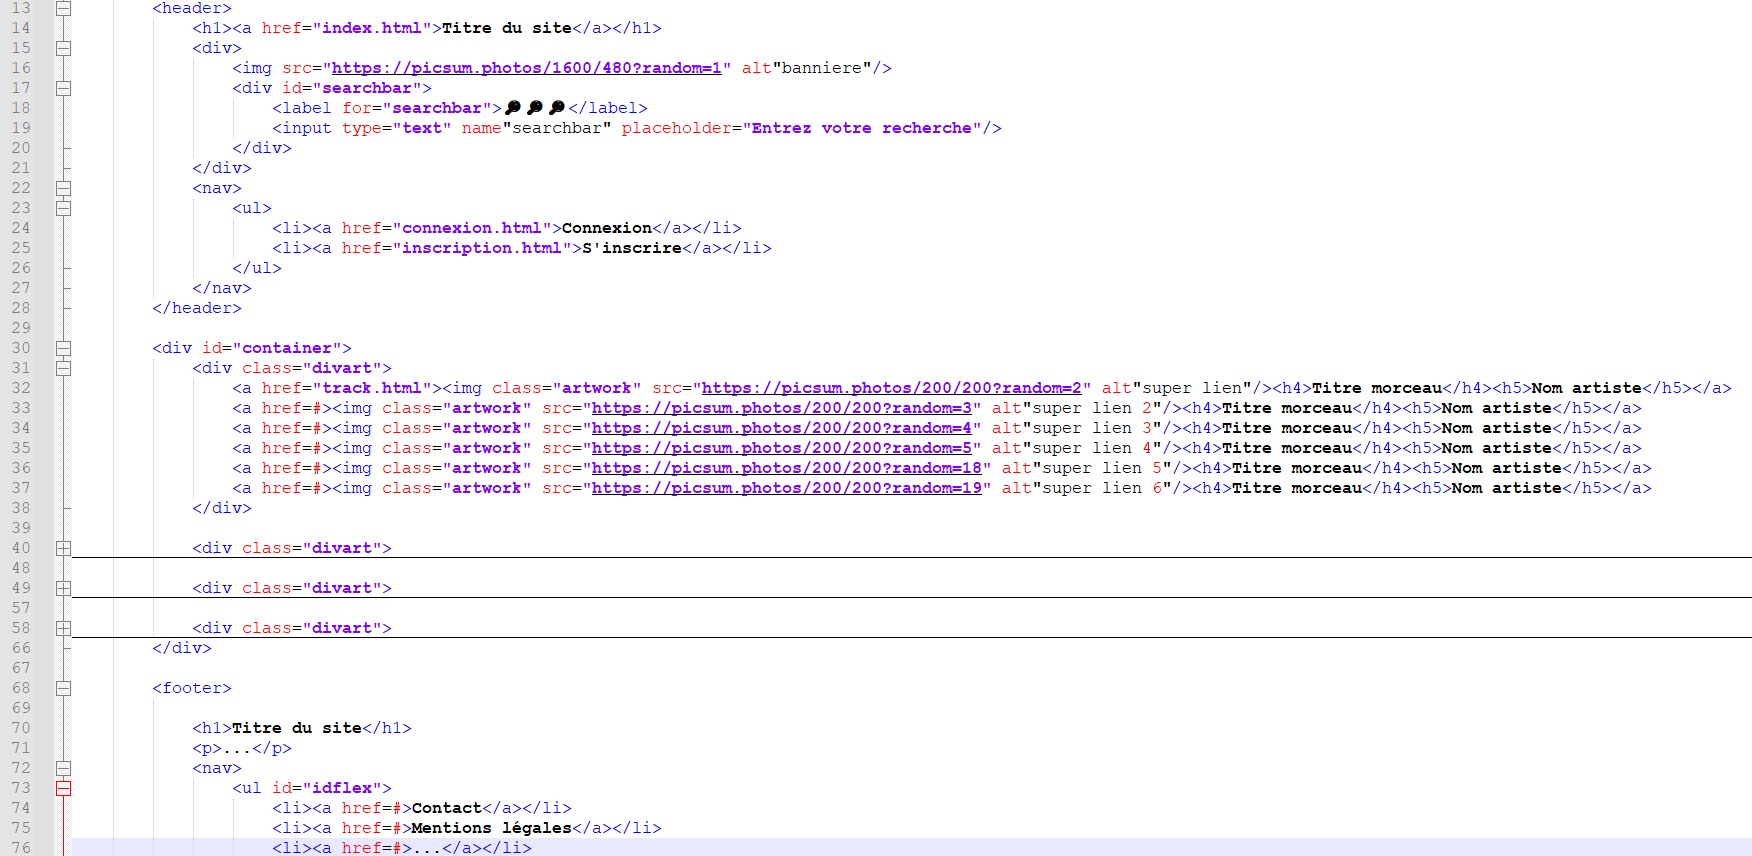 13 <header>
14 <h1><a href="index.html">Titre du site</a></h1>
15 <div>
16 <img src="https://picsum.photos/1600/480?random=1" alt"banniere"/>
17 <div id="searchbar">
18 <label for="searchbar">🔎🔎🔎</label>
19 <input type="text" name"searchbar" placeholder="Entrez votre recherche"/>
20 </div>
21 </div>
22 <nav>
23 <ul>
24 <li><a href="connexion.html">Connexion</a></li>
25 <li><a href="inscription.html">S'inscrire</a></li>
26 </ul>
27 </nav>
28 </header>
29
30 <div id="container">
31 <div class="divart">
32 <a href="track.html"><img class="artwork" src="https://picsum.photos/200/200?random=2" alt"super lien"/><h4>Titre morceau</h4><h5>Nom artiste</h5></a>
33 <a href=#><img class="artwork" src="https://picsum.photos/200/200?random=3" alt"super lien 2"/><h4>Titre morceau</h4><h5>Nom artiste</h5></a>
34 <a href=#><img class="artwork" src="https://picsum.photos/200/200?random=4" alt"super lien 3"/><h4>Titre morceau</h4><h5>Nom artiste</h5></a>
35 <a href=#><img class="artwork" src="https://picsum.photos/200/200?random=5" alt"super lien 4"/><h4>Titre morceau</h4><h5>Nom artiste</h5></a>
36 <a href=#><img class="artwork" src="https://picsum.photos/200/200?random=18" alt"super lien 5"/><h4>Titre morceau</h4><h5>Nom artiste</h5></a>
37 <a href=#><img class="artwork" src="https://picsum.photos/200/200?random=19" alt"super lien 6"/><h4>Titre morceau</h4><h5>Nom artiste</h5></a>
38 </div>
39
40 <div class="divart">
48
49 <div class="divart">
57
58 <div class="divart">
66 </div>
67
68 <footer>
69
70 <h1>Titre du site</h1>
71 <p>...</p>
72 <nav>
73 <ul id="idflex">
74 <li><a href=#>Contact</a></li>
75 <li><a href=#>Mentions légales</a></li>
76 <li><a href=#>...</a></li>